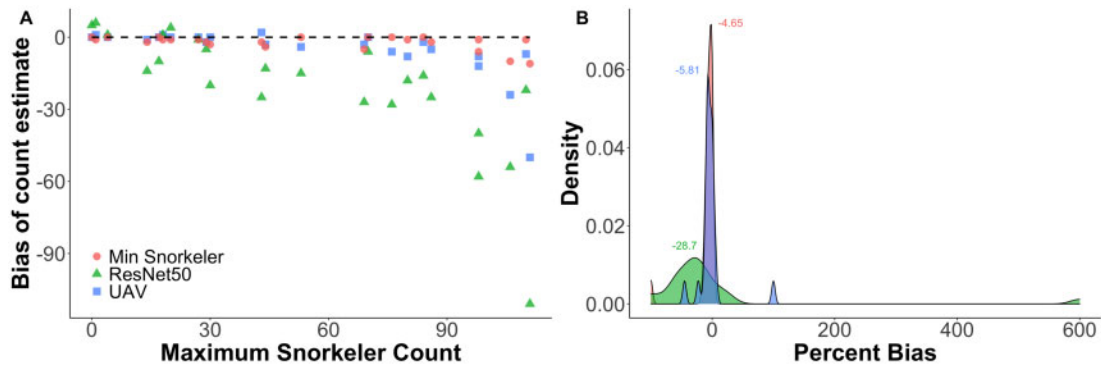 A
Bias of count estimate
0
-30
-60
-90
Min Snorkeler
ResNet50
UAV
0
30
60
90
Maximum Snorkeler Count
B
Density
0.06
0.04
0.02
0.00
-4.65
-5.81
-28.7
0
200
400
600
Percent Bias